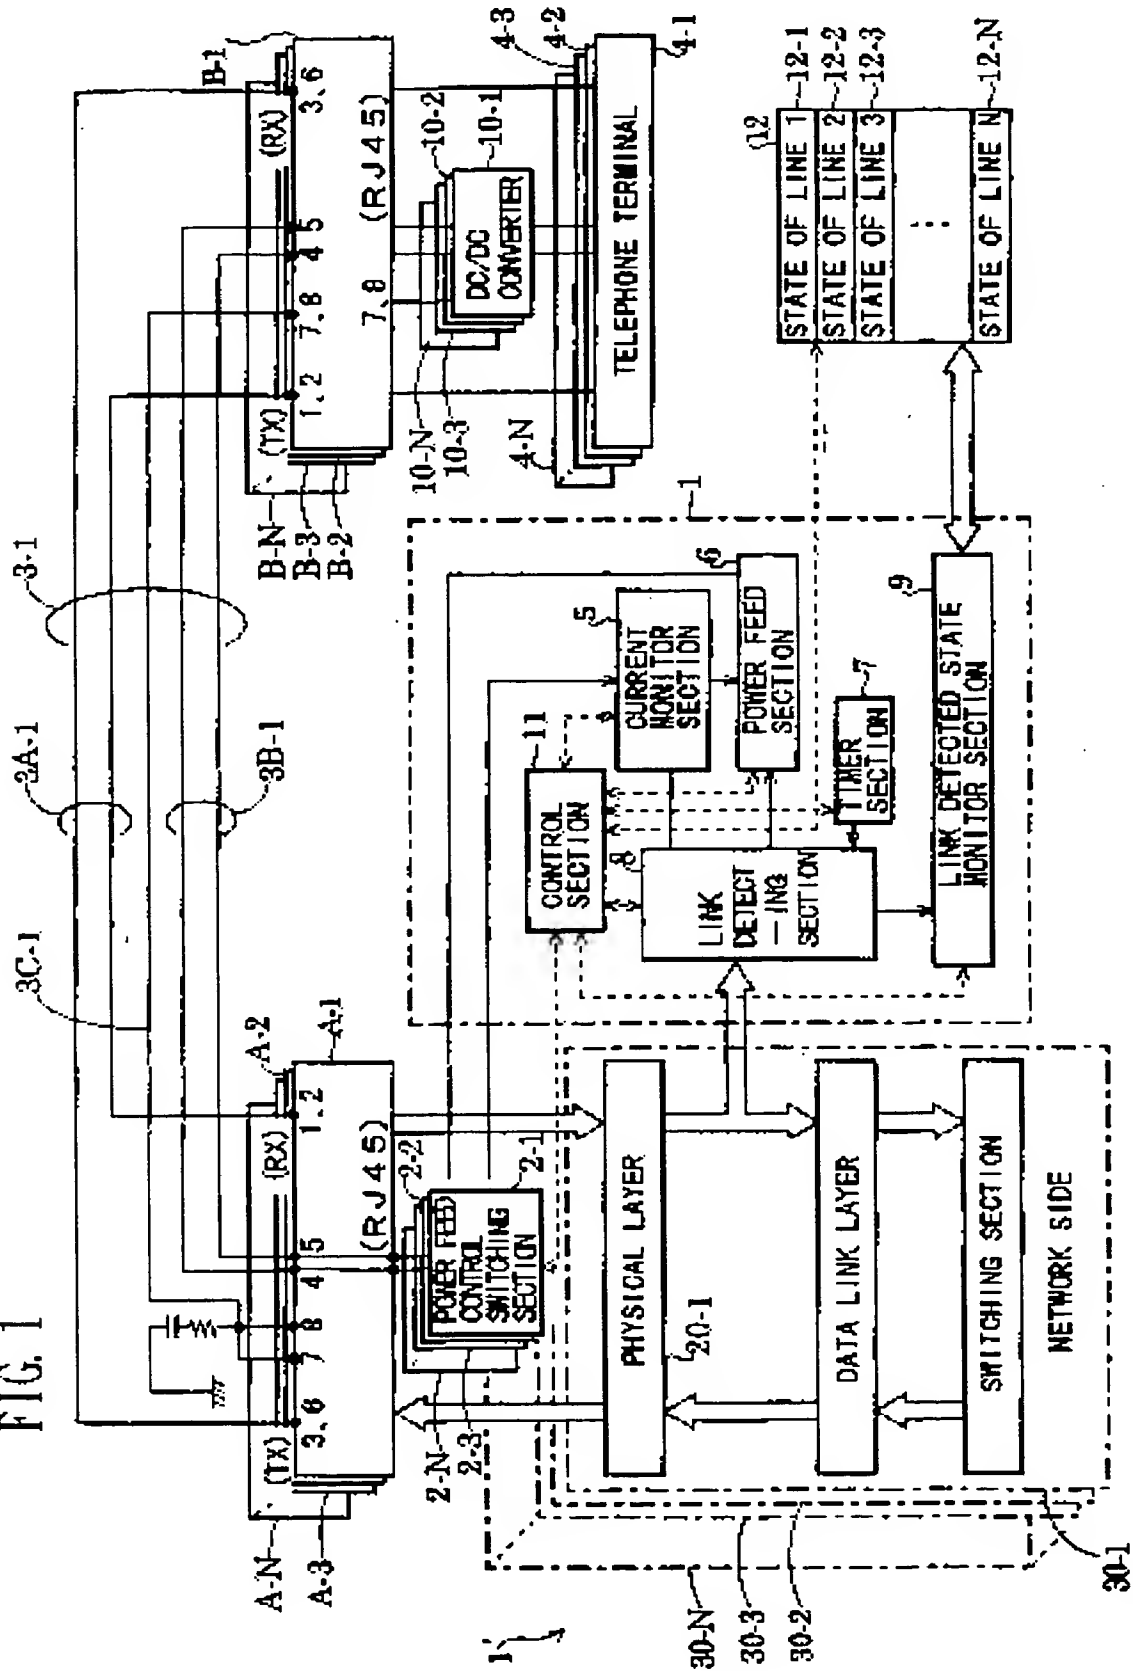 FIG. 1
3-1
3A-1
3B-1
3C-1
A-N
A-3
A-2
A-1
(TX)
3, 6
7
8
4
5
(RX)
1, 2
(RJ45)
B-N
B-3
B-2
B-1
(TX)
1, 2
7, 8
4
5
(RX)
3, 6
7, 8
(RJ45)
2-N
2-3
2-2
2-1
POWER FEED
CONTROL
SWITCHING
SECTION
10-N
10-3
10-2
10-1
DC/DC
CONVERTER
4-N
4-3
4-2
4-1
TELEPHONE TERMINAL
1
11
CONTROL
SECTION
5
CURRENT
MONITOR
SECTION
6
POWER FEED
SECTION
8
LINK
DETECT
-ING
SECTION
7
TIMER
SECTION
9
LINK DETECTED STATE
MONITOR SECTION
12
STATE OF LINE 1
12-1
STATE OF LINE 2
12-2
STATE OF LINE 3
12-3
STATE OF LINE N
12-N
PHYSICAL LAYER
20-1
DATA LINK LAYER
SWITCHING SECTION
NETWORK SIDE
1'
30-N
30-3
30-2
30-1